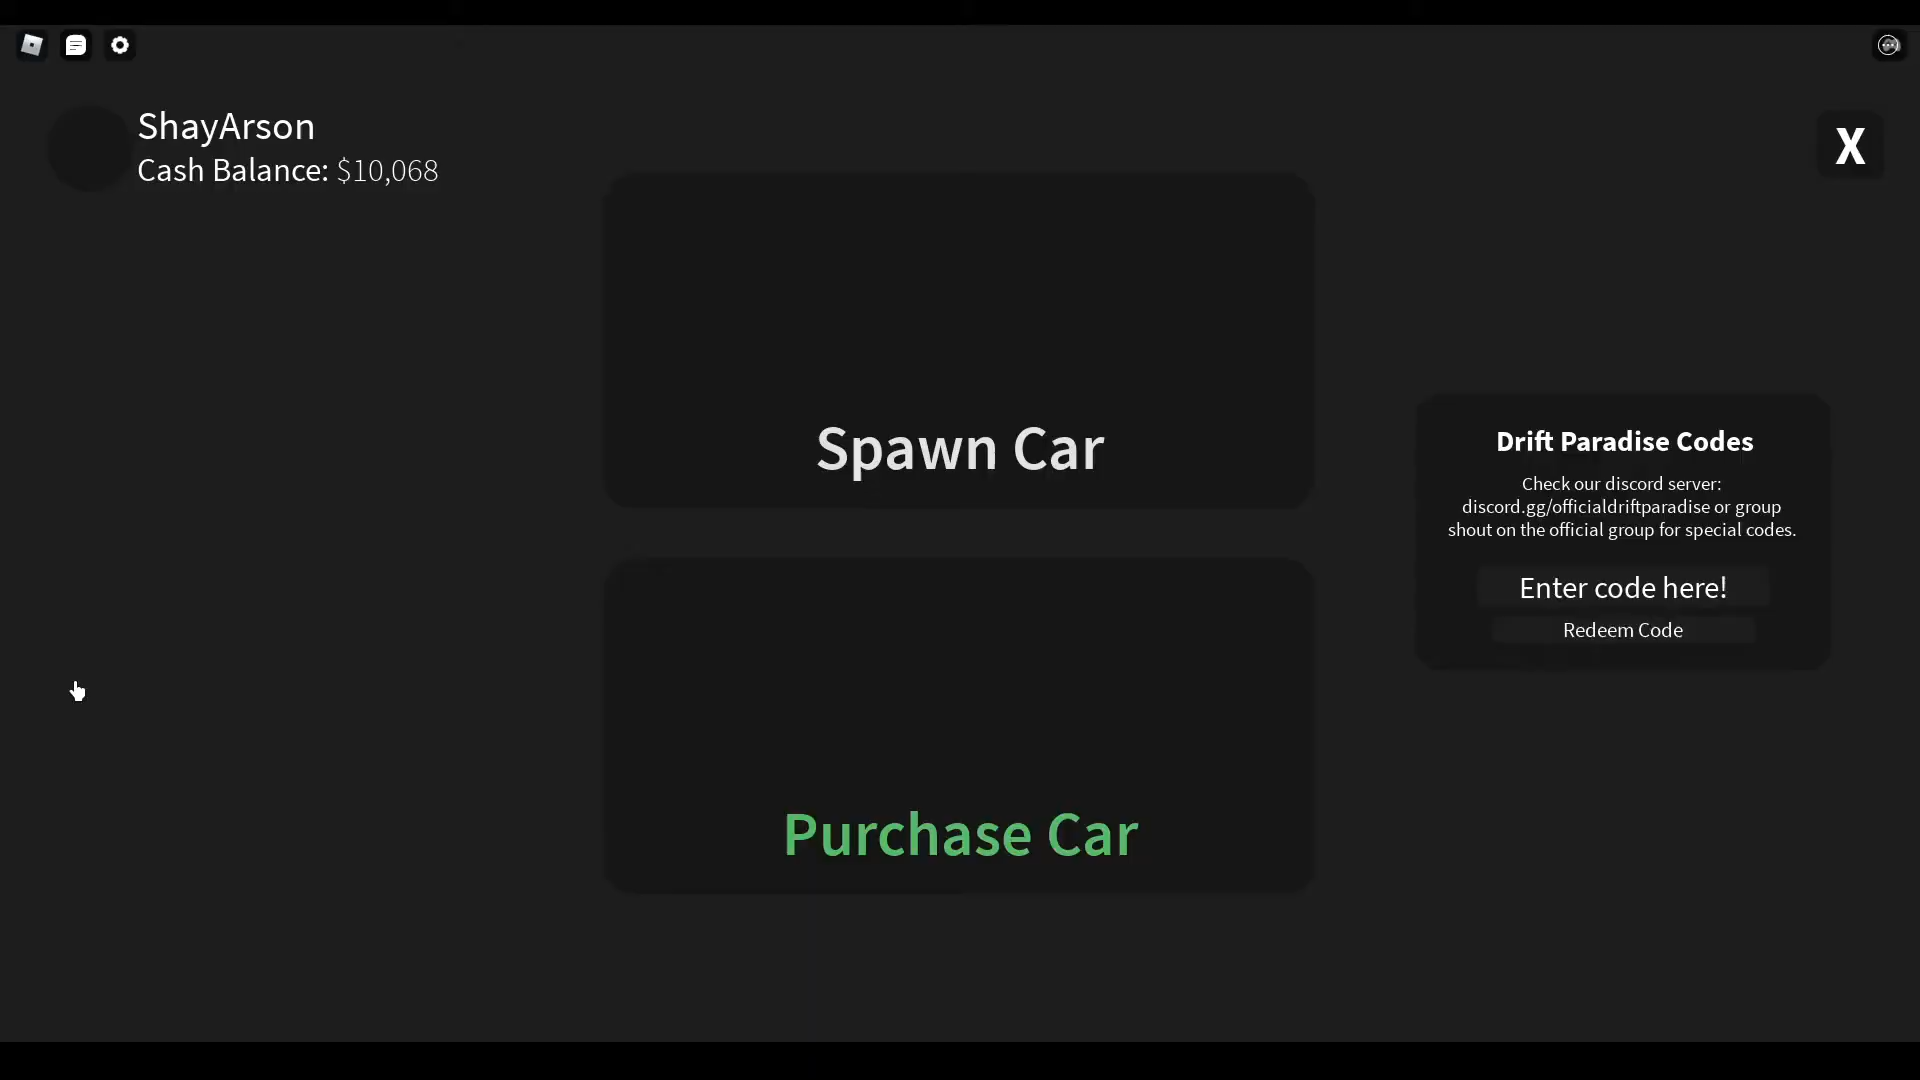 ShayArson
Cash Balance: $10,068
X
Spawn Car
Purchase Car
Drift Paradise Codes
Check our discord server:
discord.gg/officialdriftparadise or group
shout on the official group for special codes.
Enter code here!
Redeem Code